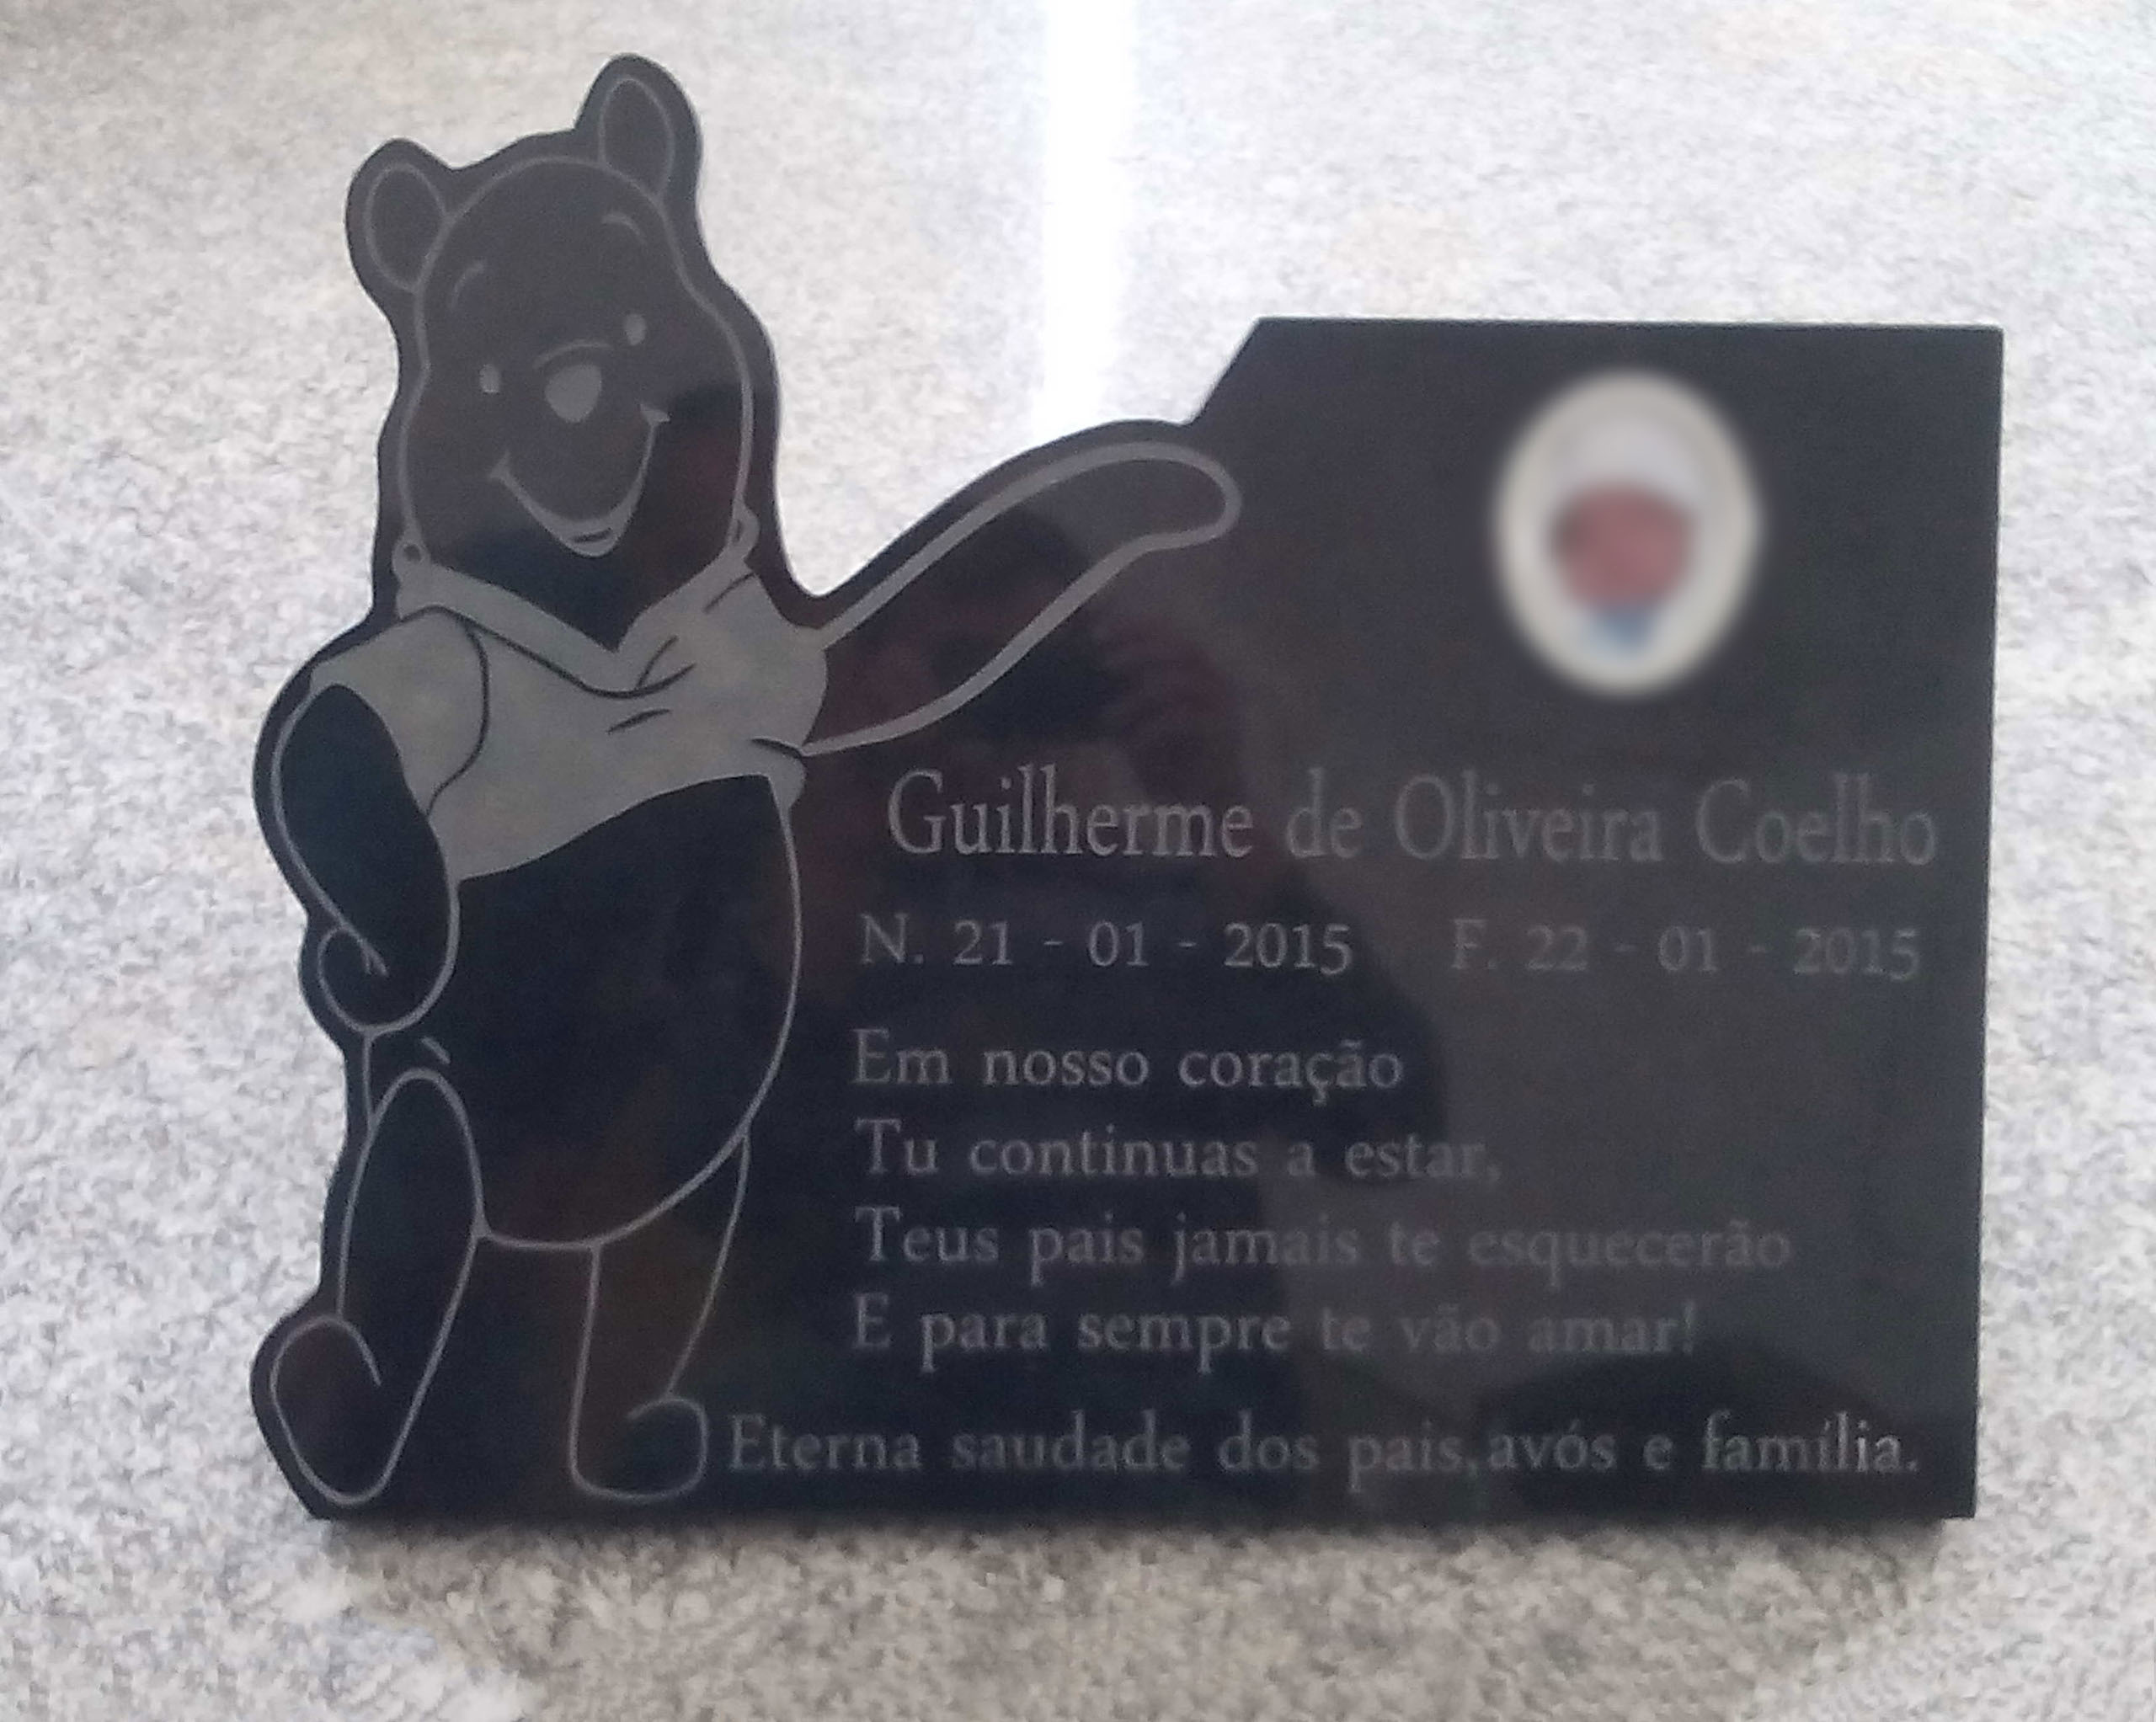 Guilherme de Oliveira Coelho
N. 21 - 01 - 2015 F. 22 - 01 - 2015
Em nosso coração
Tu continuas a estar,
Teus pais jamais te esquecerão
E para sempre te vão amar!
Eterna saudade dos pais,avós e família.